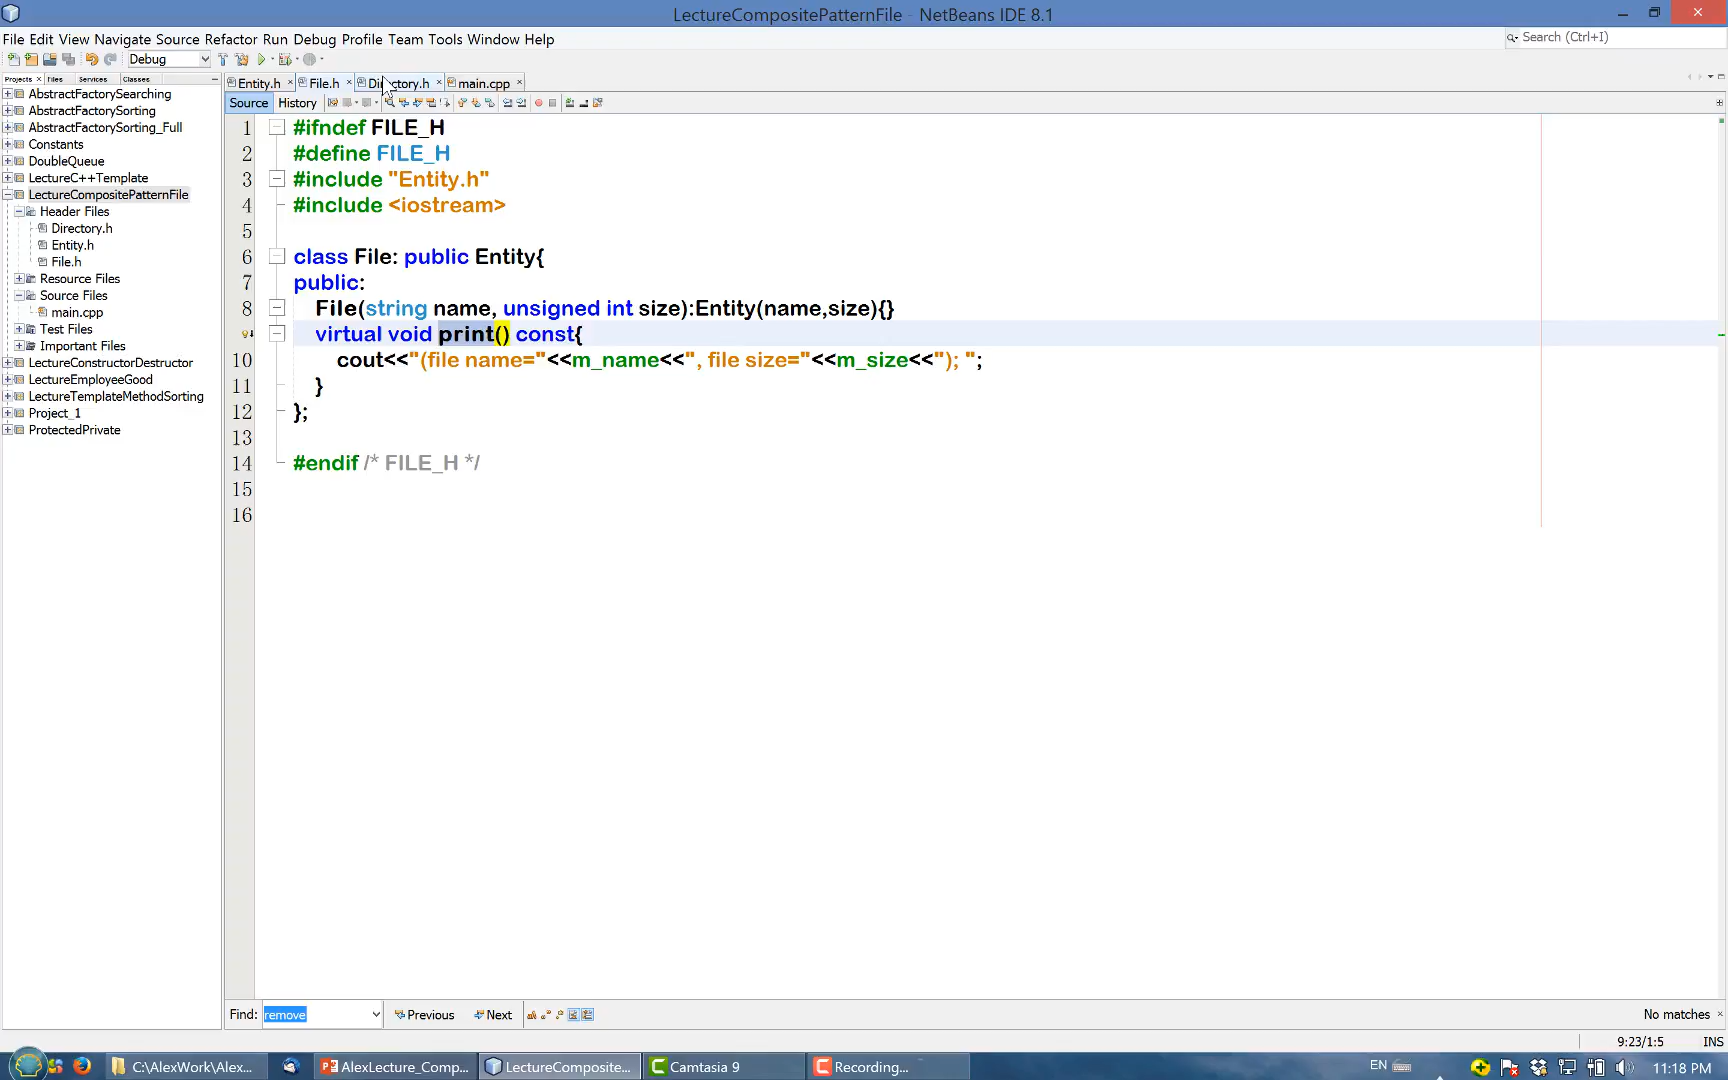 LectureCompositePatternFile - NetBeans IDE 8.1
File Edit View Navigate Source Refactor Run Debug Profile Team Tools Window Help
Search (Ctrl+I)
Debug
Projects Files Services Classes
Entity.h File.h Directory.h main.cpp
Source History
AbstractFactorySearching
AbstractFactorySorting
AbstractFactorySorting_Full
Constants
DoubleQueue
LectureC++Template
LectureCompositePatternFile
Header Files
Directory.h
Entity.h
File.h
Resource Files
Source Files
main.cpp
Test Files
Important Files
LectureConstructorDestructor
LectureEmployeeGood
LectureTemplateMethodSorting
Project_1
ProtectedPrivate
1 #ifndef FILE_H
2 #define FILE_H
3 #include "Entity.h"
4 #include <iostream>
5
6 class File: public Entity{
7 public:
8 File(string name, unsigned int size):Entity(name,size){}
virtual void print() const{
10 cout<<"(file name="<<m_name<<", file size="<<m_size<<"); ";
11 }
12 };
13
14 #endif /* FILE_H */
15
16
Find: remove Previous Next No matches
9:23/1:5 INS
C:\AlexWork\Alex... AlexLecture_Comp... LectureComposite... Camtasia 9 Recording... EN 11:18 PM